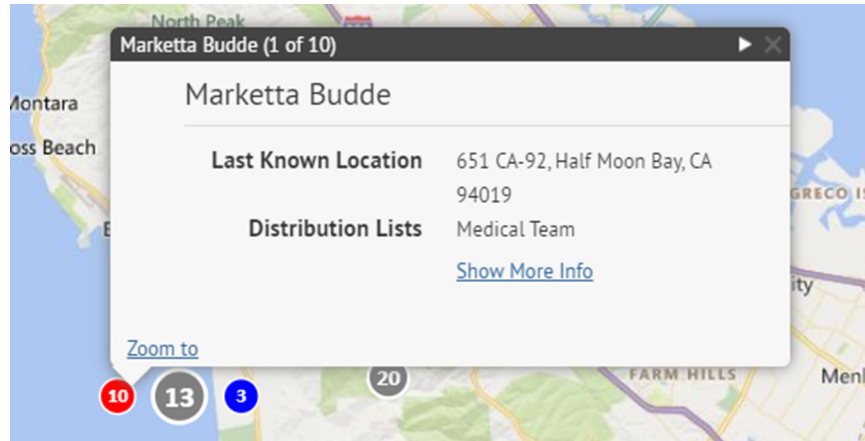 North Peak
Marketta Budde (1 of 10)
Montara
Marketta Budde
oss Beach
Last Known Location 651 CA-92, Half Moon Bay, CA
94019
GRECO I
Distribution Lists Medical Team
E
Show More Info
ity
Zoom to
10 13 3 20
FARM HILLS
Menl